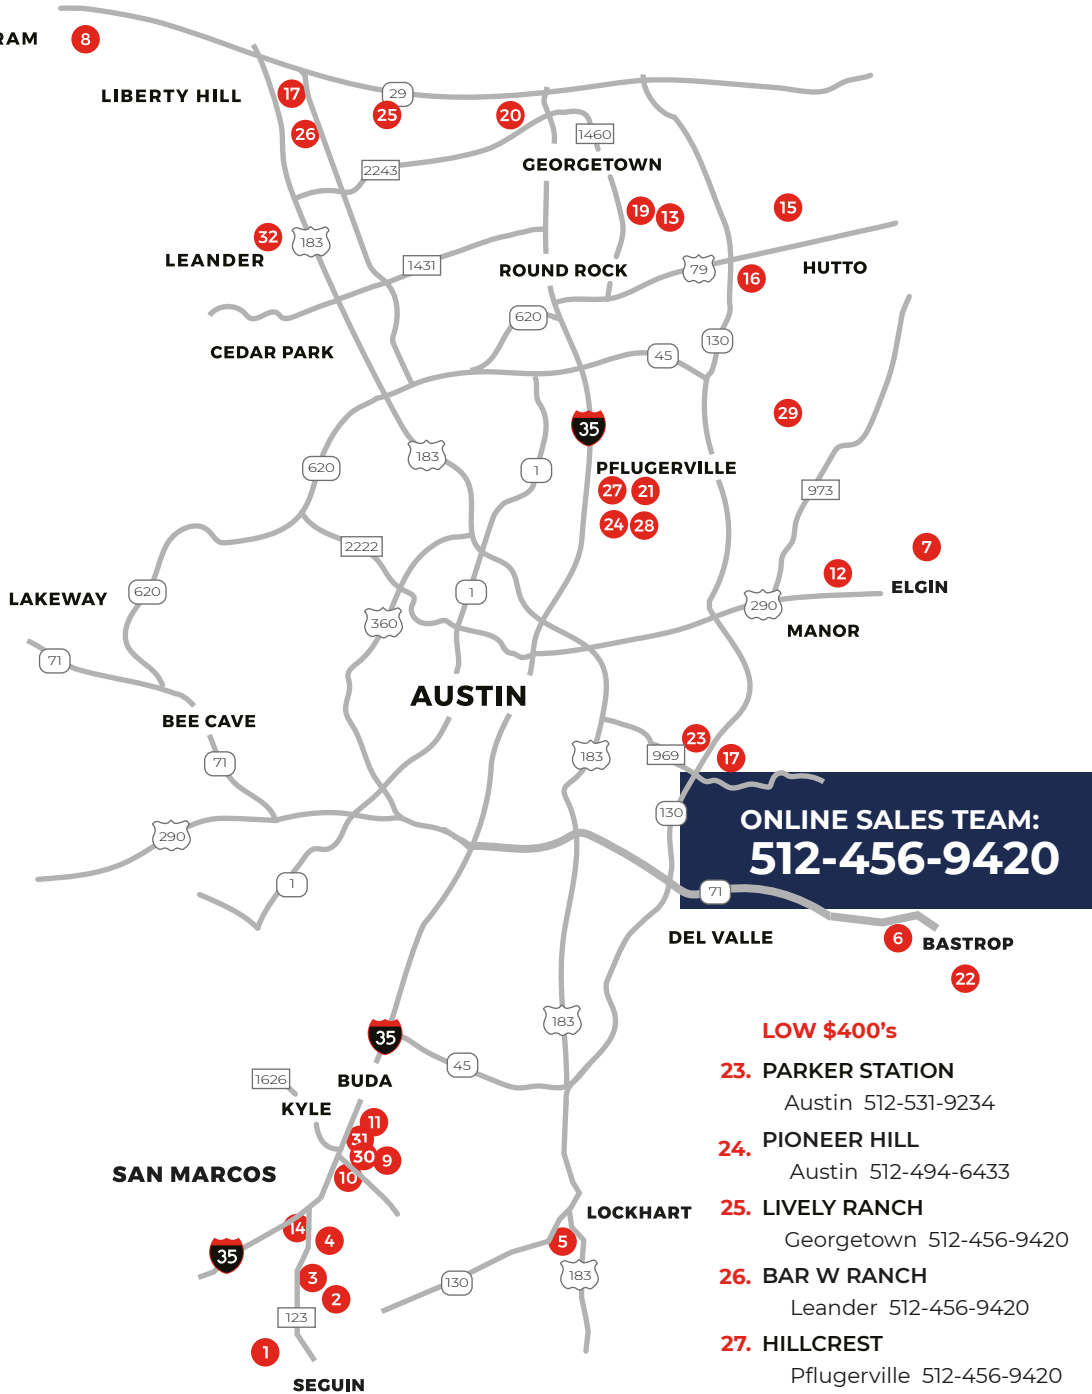 RAM
8
LIBERTY HILL
17
29
25
20
26
1460
2243
GEORGETOWN
19
13
15
32
183
LEANDER
1431
ROUND ROCK
79
16
HUTTO
620
130
CEDAR PARK
45
29
35
183
620
1
PFLUGERVILLE
27
21
973
24
28
2222
7
12
ELGIN
LAKEWAY
620
1
290
360
MANOR
71
AUSTIN
BEE CAVE
23
183
969
17
71
130
ONLINE SALES TEAM:
512-456-9420
290
1
71
DEL VALLE
6
BASTROP
22
183
35
45
1626
BUDA
KYLE
11
31
30
9
SAN MARCOS
10
LOCKHART
14
4
5
35
3
183
130
2
123
1
SEGUIN
LOW $400's
23. PARKER STATION
Austin 512-531-9234
24. PIONEER HILL
Austin 512-494-6433
25. LIVELY RANCH
Georgetown 512-456-9420
26. BAR W RANCH
Leander 512-456-9420
27. HILLCREST
Pflugerville 512-456-9420